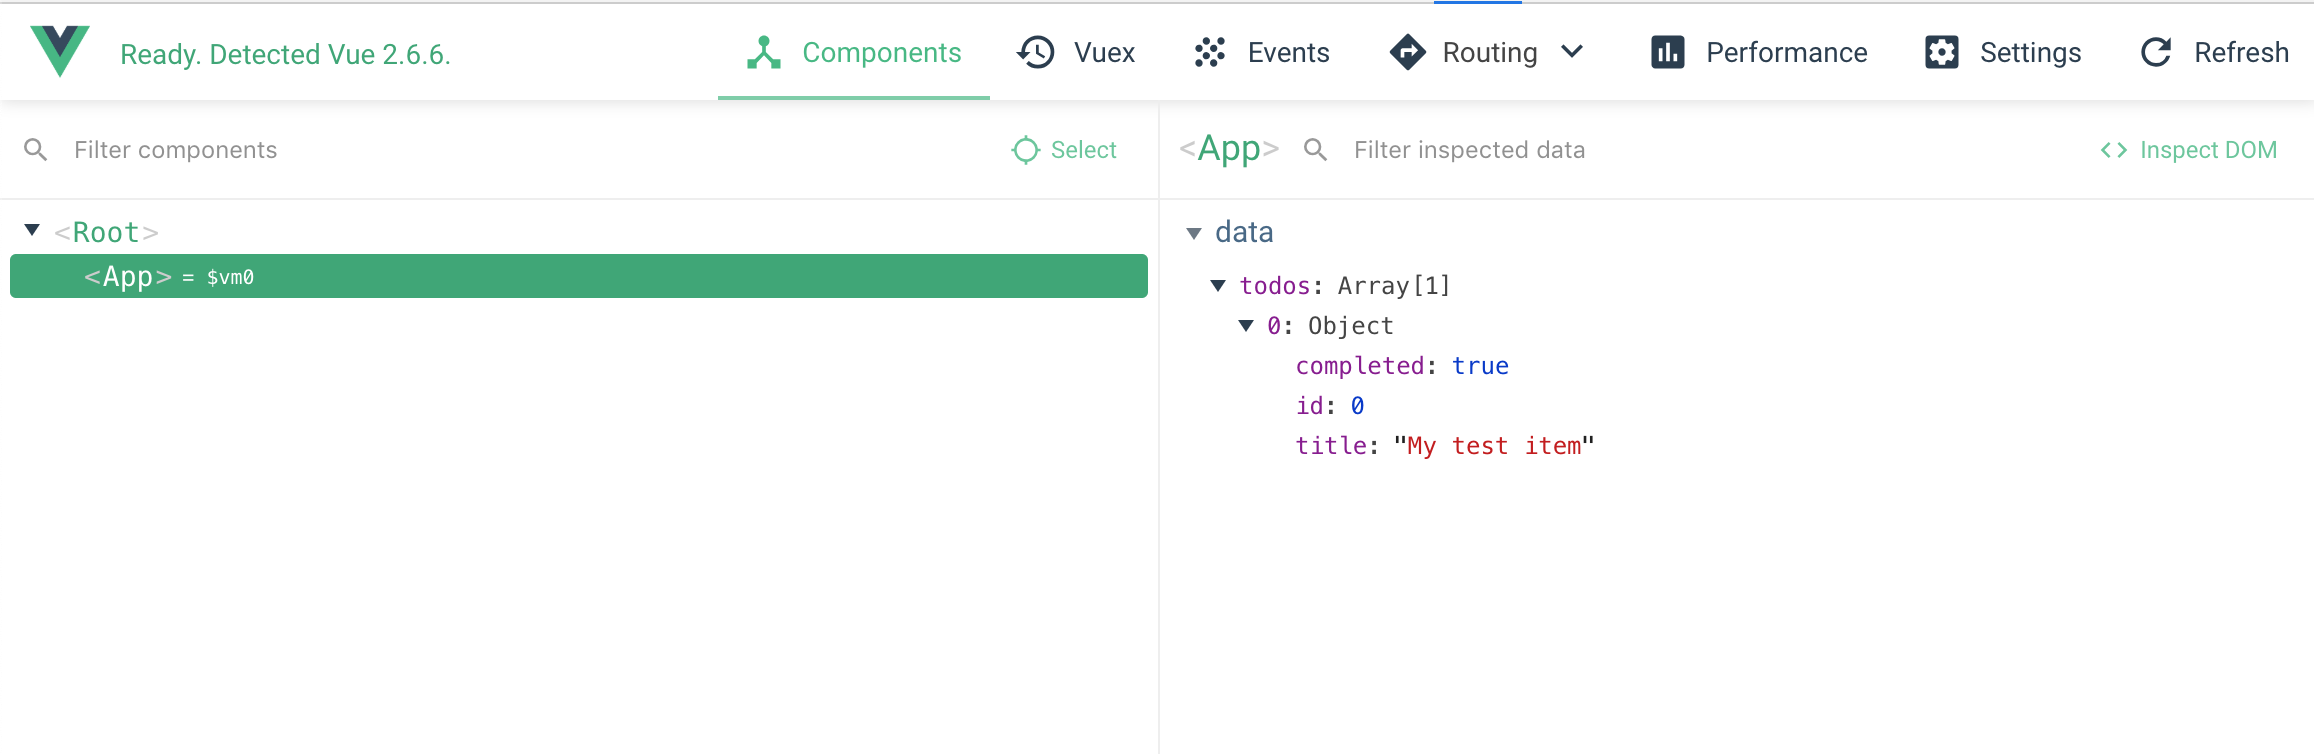 Ready. Detected Vue 2.6.6.
Components
Vuex
Events
Routing
Performance
Settings
Refresh
Filter components
Select
<App>
Filter inspected data
<> Inspect DOM
<Root>
<App> = $vm0
data
todos: Array[1]
0: Object
completed: true
id: 0
title: "My test item"